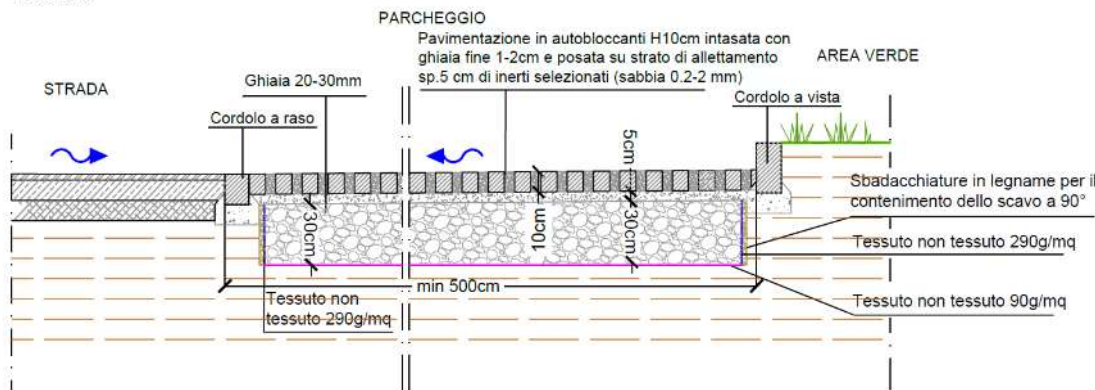 PARCHEGGIO
Pavimentazione in autobloccanti H10cm intasata con
ghiaia fine 1-2cm e posata su strato di allettamento
sp.5 cm di inerti selezionati (sabbia 0.2-2 mm)
AREA VERDE
STRADA
Ghiaia 20-30mm
Cordolo a vista
Cordolo a raso
5cm
30cm
10cm
30cm
Sbadacchiature in legname per il
contenimento dello scavo a 90°
Tessuto non tessuto 290g/mq
min 500cm
Tessuto non
tessuto 290g/mq
Tessuto non tessuto 90g/mq